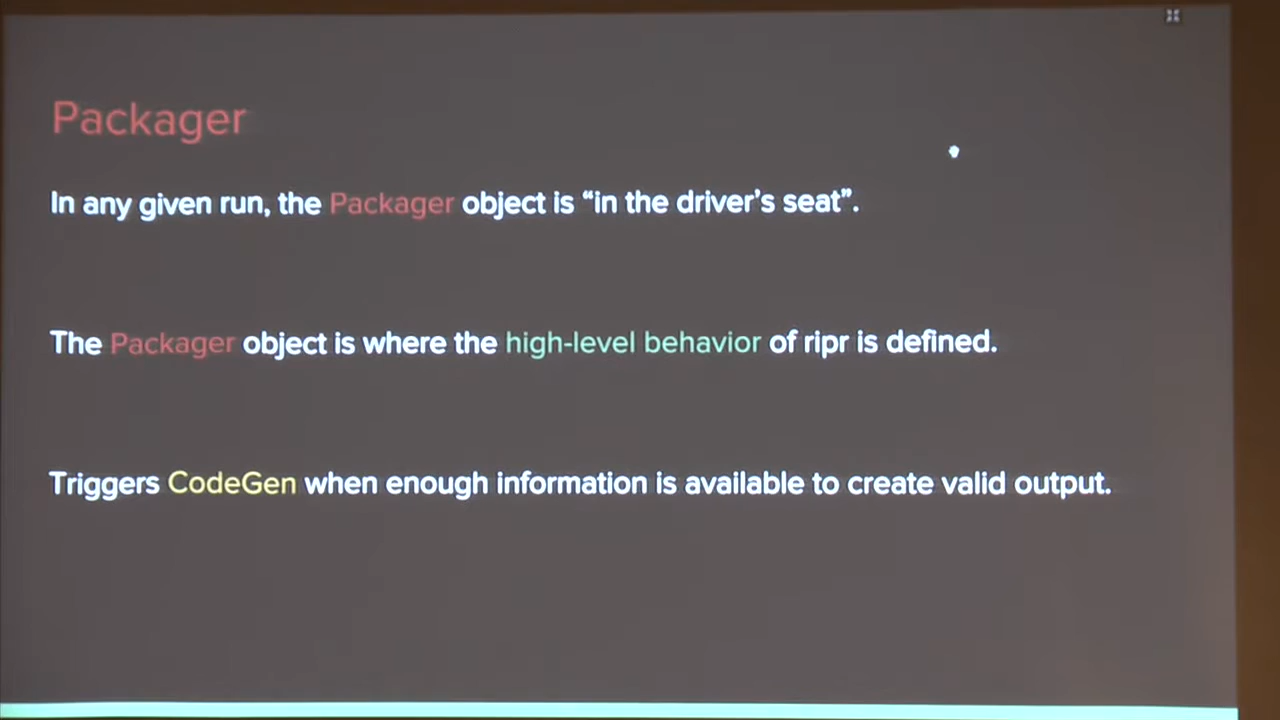 Packager
In any given run, the Packager object is “in the driver’s seat”.
The Packager object is where the high-level behavior of ripr is defined.
Triggers CodeGen when enough information is available to create valid output.